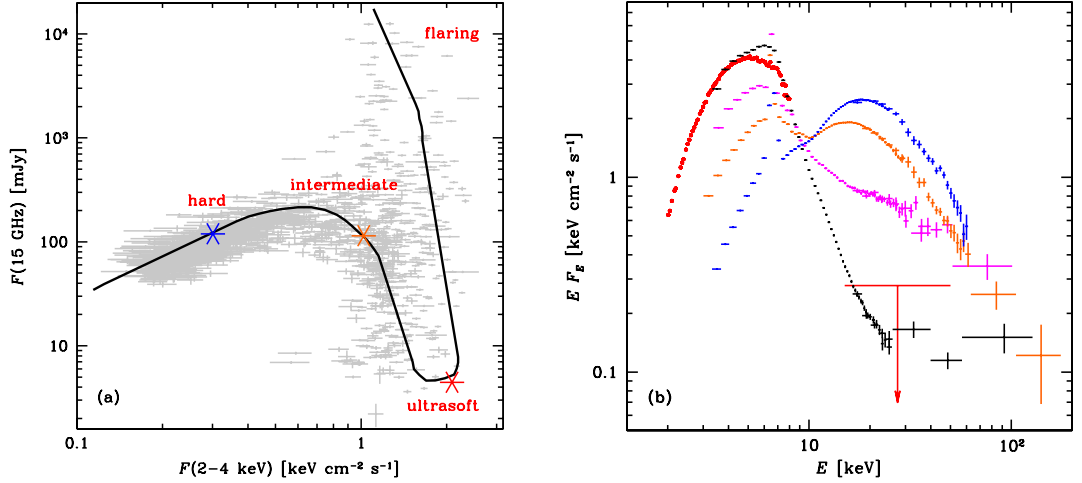 10⁴
10³
100
10
0.1
1
F(15 GHz) [mJy]
F(2−4 keV) [keV cm⁻² s⁻¹]
flaring
intermediate
hard
ultrasoft
(a)
1
0.1
10
10²
E F_E [keV cm⁻² s⁻¹]
E [keV]
(b)